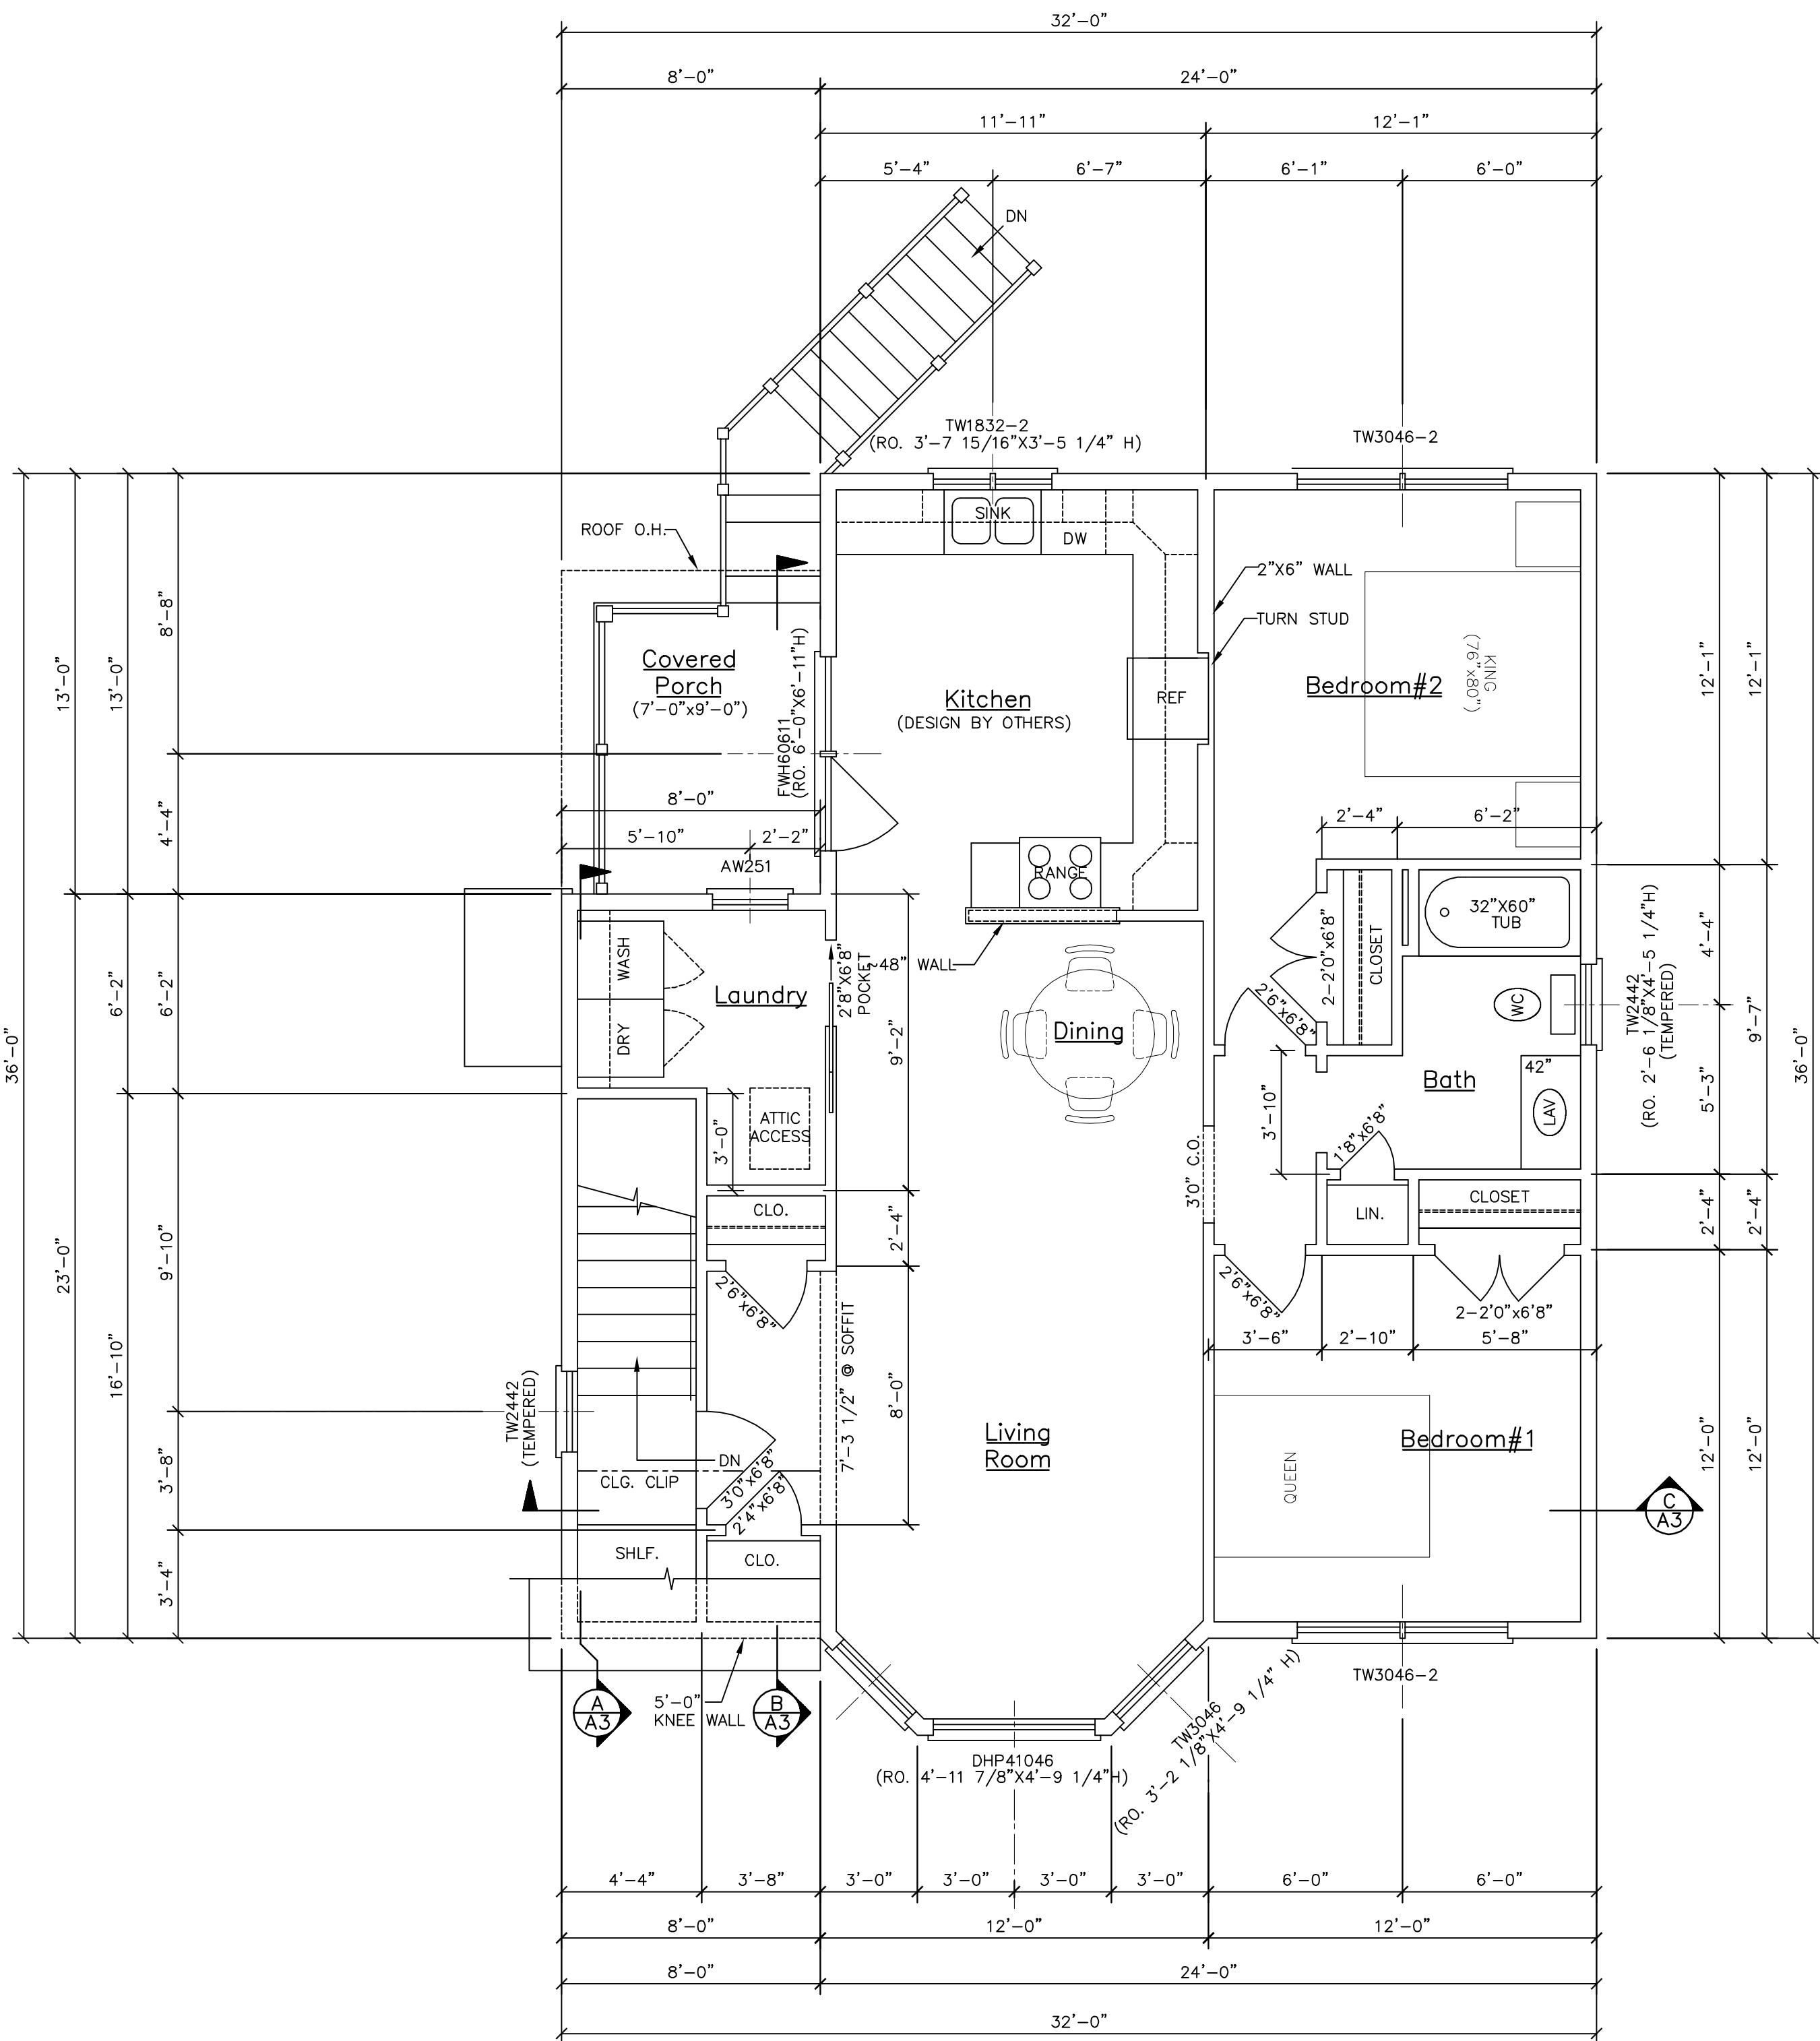 32'-0"
8'-0"
24'-0"
11'-11"
12'-1"
5'-4"
6'-7"
6'-1"
6'-0"
DN
TW1832-2
(RO. 3'-7 15/16"X3'-5 1/4" H)
TW3046-2
ROOF O.H.
SINK
DW
2"X6" WALL
TURN STUD
Covered
Porch
(7'-0"x9'-0")
FWH60611
(RO. 6'-0"X6'-11"H)
Kitchen
(DESIGN BY OTHERS)
REF
Bedroom#2
KING
(76"x80")
36'-0"
13'-0"
13'-0"
8'-8"
4'-4"
12'-1"
12'-1"
36'-0"
8'-0"
5'-10"
2'-2"
AW251
2'-4"
6'-2"
RANGE
32"X60"
TUB
CLOSET
2-2'0"x6'8"
WASH
DRY
Laundry
2'8"X6'8"
POCKET
~48" WALL
Dining
2'6"x6'8"
WC
TW2442
(RO. 2'-6 1/8"X4'-5 1/4"H)
(TEMPERED)
4'-4"
9'-7"
5'-3"
6'-2"
6'-2"
9'-2"
Bath
42"
LAV
3'-10"
1'8"x6'8"
ATTIC
ACCESS
3'-0"
3'0" C.O.
CLO.
LIN.
CLOSET
2'-4"
2'-4"
2'-4"
23'-0"
16'-10"
9'-10"
2'6"x6'8"
2'6"x6'8"
2-2'0"x6'8"
3'-6"
2'-10"
5'-8"
7'-3 1/2" @ SOFFIT
8'-0"
TW2442
(TEMPERED)
DN
CLG. CLIP
3'0"x6'8"
2'4"x6'8"
Living
Room
Bedroom#1
QUEEN
12'-0"
12'-0"
C
A3
3'-8"
3'-4"
SHLF.
CLO.
A
A3
5'-0"
KNEE WALL
B
A3
TW3046-2
TW3046
(RO. 3'-2 1/8"X4'-9 1/4" H)
DHP41046
(RO. 4'-11 7/8"X4'-9 1/4"H)
4'-4"
3'-8"
3'-0"
3'-0"
3'-0"
3'-0"
6'-0"
6'-0"
8'-0"
12'-0"
12'-0"
8'-0"
24'-0"
32'-0"